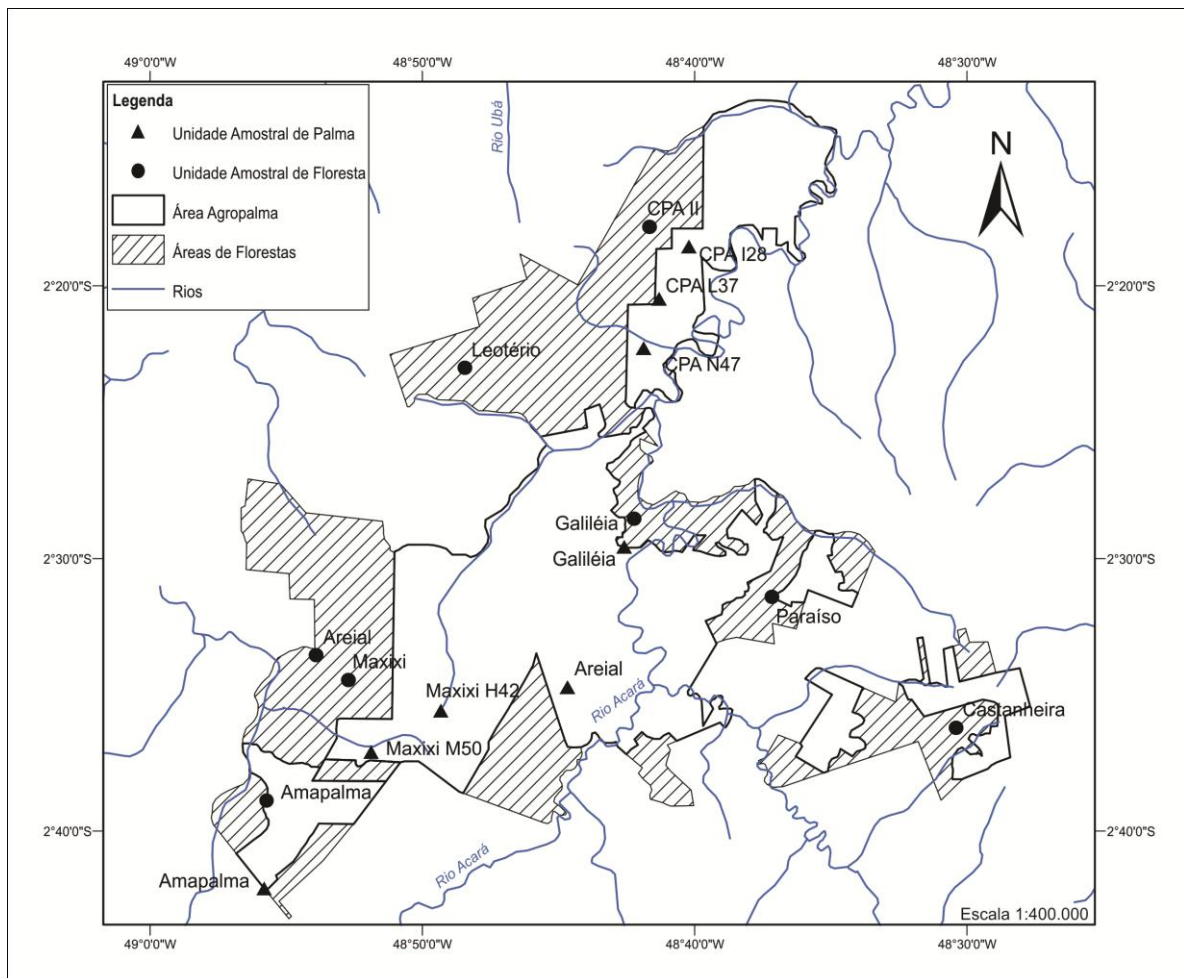 49°0'0"W
48°50'0"W
48°40'0"W
48°30'0"W
Legenda
Unidade Amostral de Palma
Unidade Amostral de Floresta
Área Agropalma
Áreas de Florestas
Rios
Rio Ubá
N
CPA II
CPA I28
2°20'0"S
2°20'0"S
CPA L37
Leotério
CPA N47
Galiléia
2°30'0"S
Galiléia
2°30'0"S
Paraíso
Areial
Maxixi
Maxixi H42
Areial
Rio Acará
Castanheira
Maxixi M50
Amapalma
2°40'0"S
2°40'0"S
Rio Acará
Amapalma
Escala 1:400.000
49°0'0"W
48°50'0"W
48°40'0"W
48°30'0"W